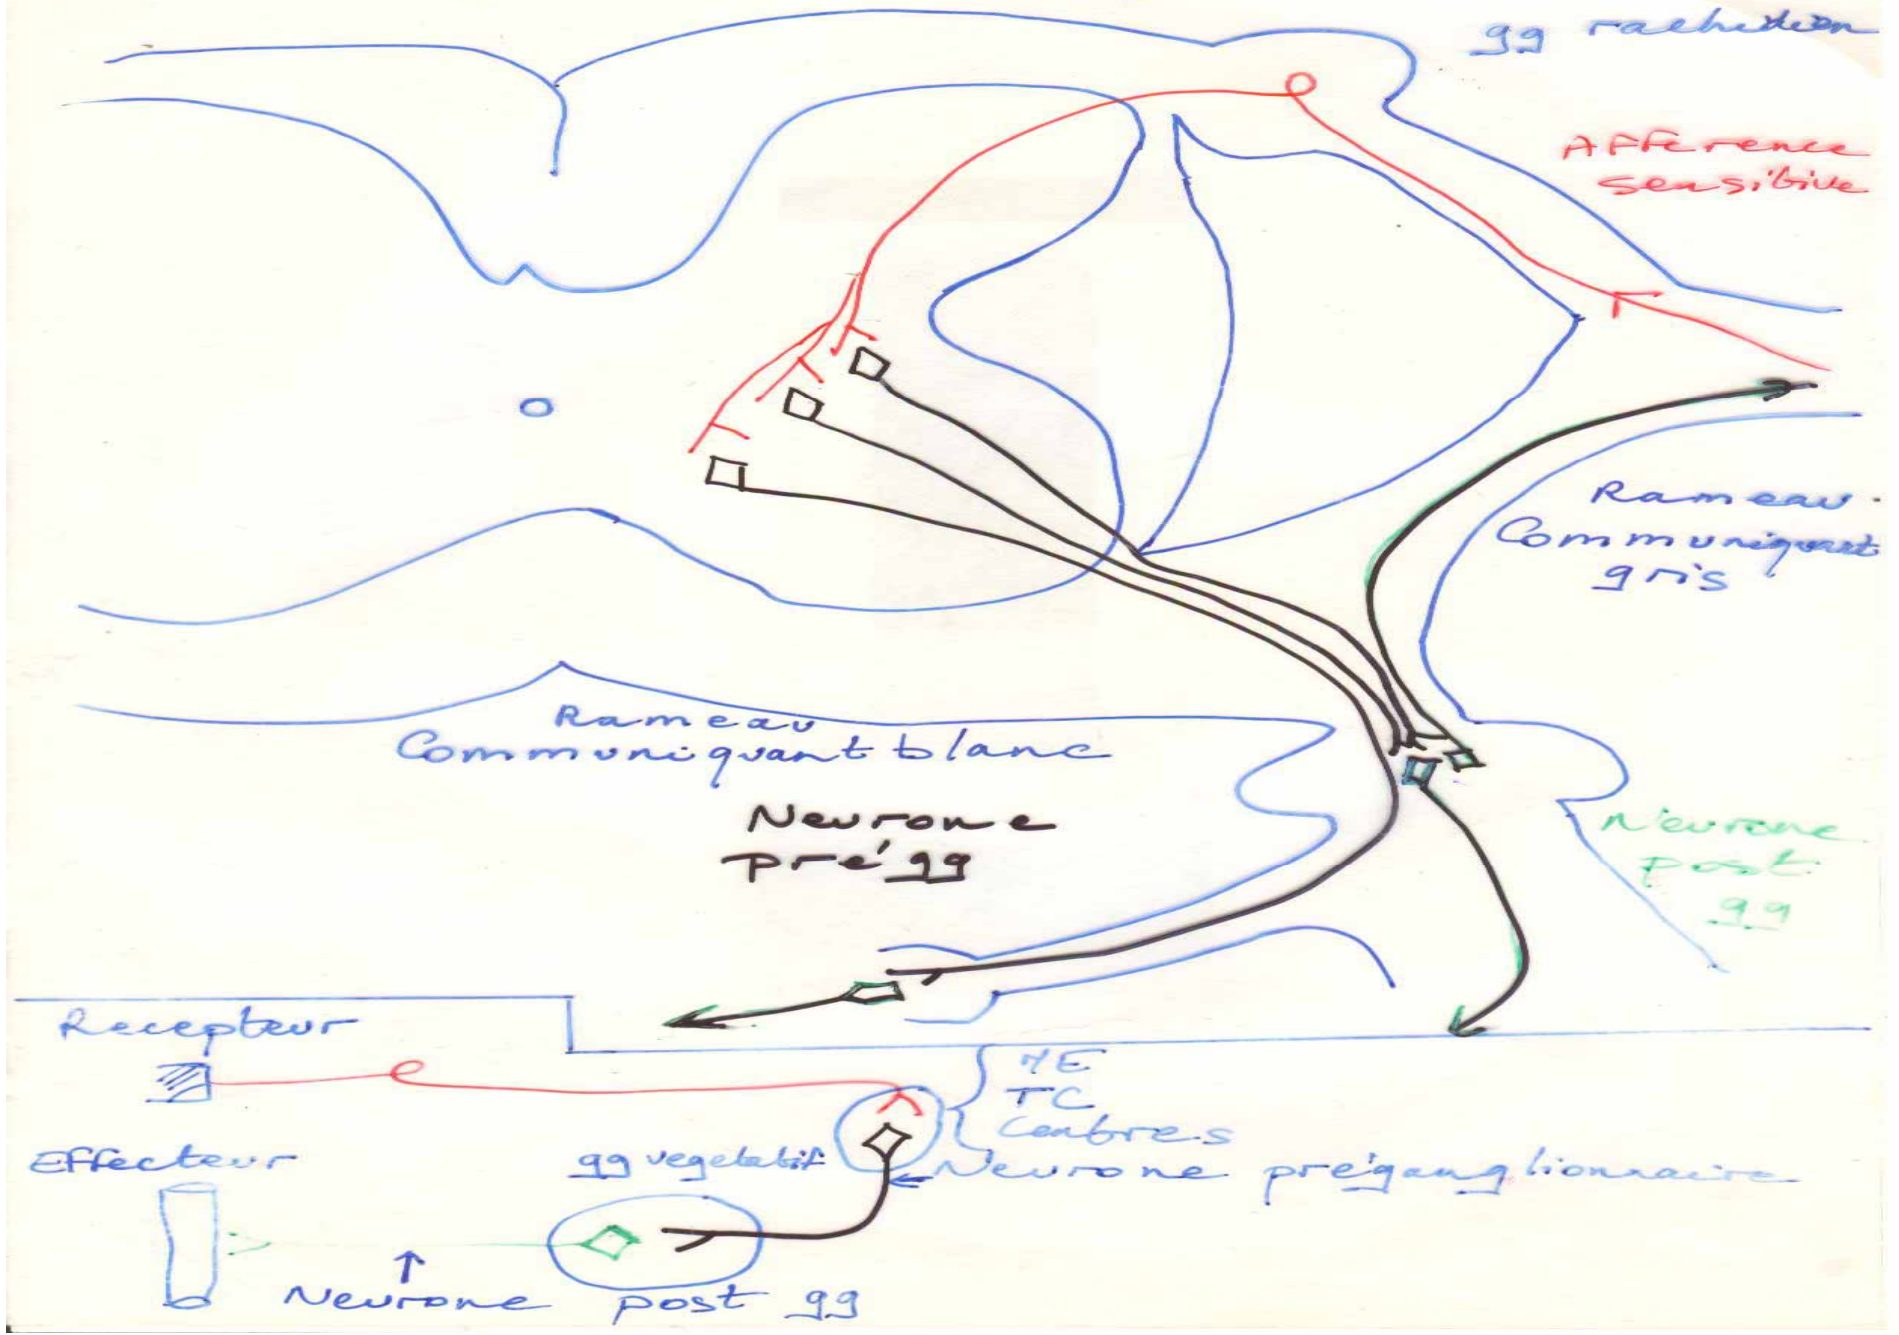 gg rachidien
Afference
sensitive
Rameau
Communiquant
gris
Rameau
Communiquant blanc
Neurone
pré gg
Neurone
post
gg
Recepteur
ME
TC
Centres
Effecteur
gg vegetatif
Neurone préganglionnaire
Neurone post gg